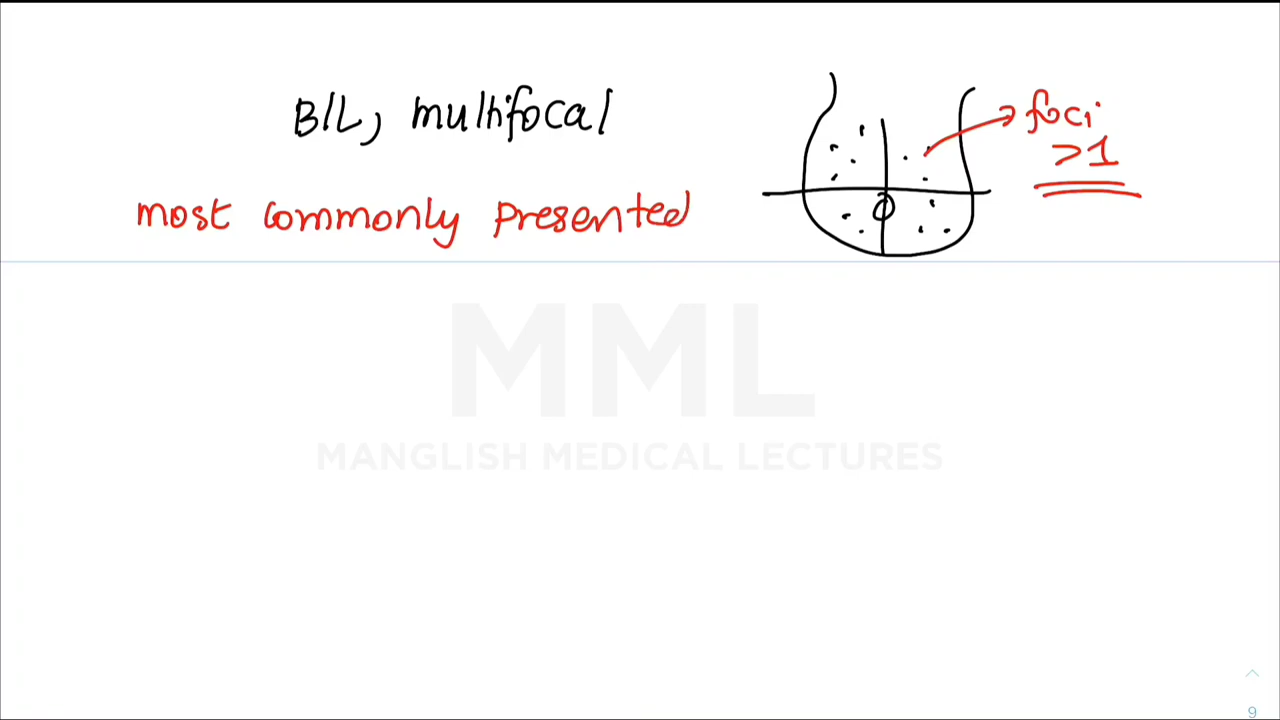 B/L, multifocal
foci
>1
most commonly presented
MML
MANGLISH MEDICAL LECTURES
9